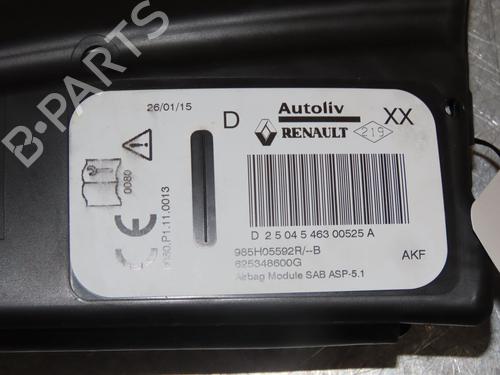 26/01/15
D
Autoliv
RENAULT
219
XX
0080
0080.P1.11.0013
D 2 5 04 5 463 00525 A
985H05592R/--B
625348600G
AKF
Airbag Module SAB ASP-5.1
B-PARTS